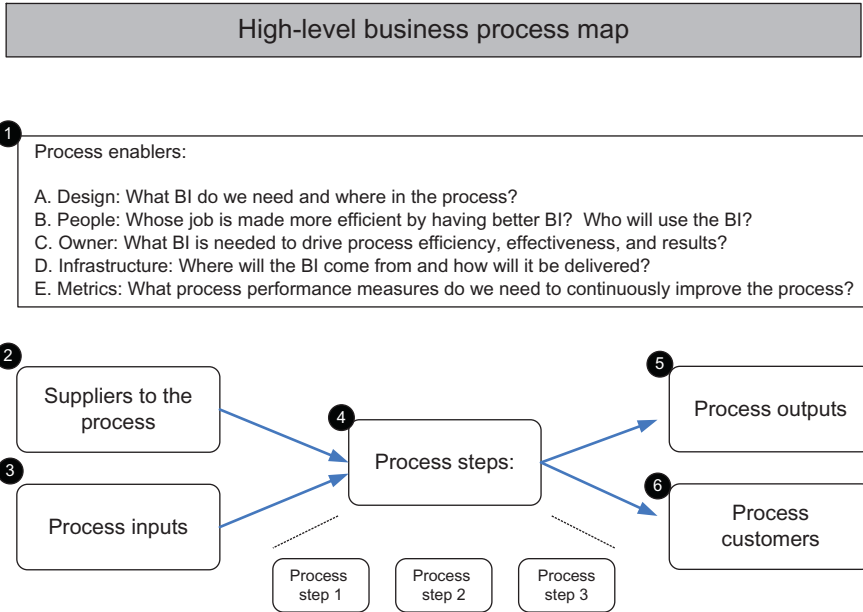 High-level business process map
1
Process enablers:
A. Design: What BI do we need and where in the process?
B. People: Whose job is made more efficient by having better BI?  Who will use the BI?
C. Owner: What BI is needed to drive process efficiency, effectiveness, and results?
D. Infrastructure: Where will the BI come from and how will it be delivered?
E. Metrics: What process performance measures do we need to continuously improve the process?
2
Suppliers to the
process
3
Process inputs
4
Process steps:
5
Process outputs
6
Process
customers
Process
step 1
Process
step 2
Process
step 3